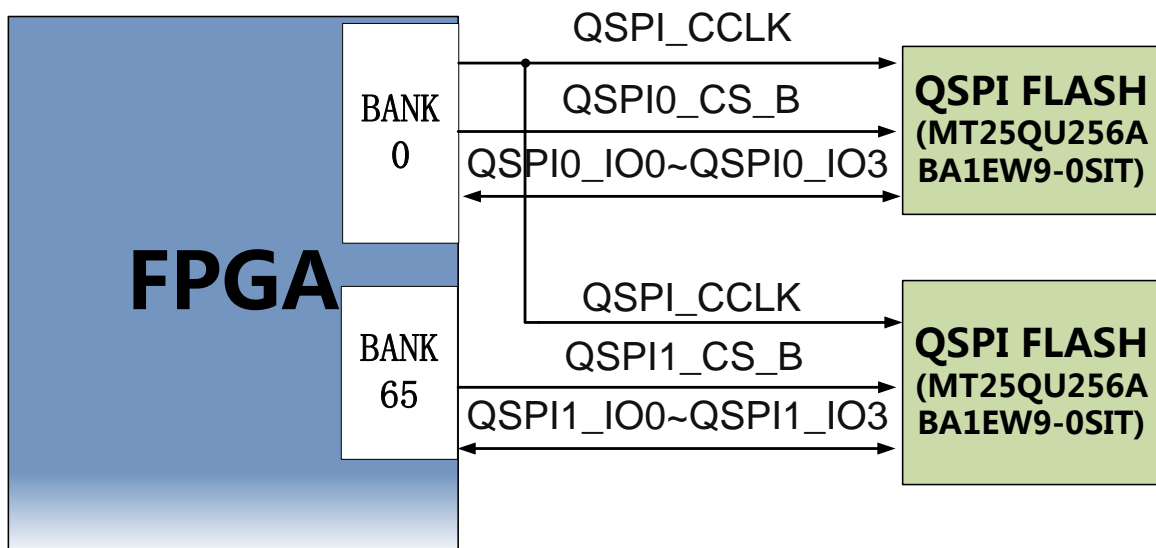 FPGA
BANK
0
QSPI_CCLK
QSPI0_CS_B
QSPI0_IO0~QSPI0_IO3
QSPI FLASH
(MT25QU256A
BA1EW9-0SIT)
BANK
65
QSPI_CCLK
QSPI1_CS_B
QSPI1_IO0~QSPI1_IO3
QSPI FLASH
(MT25QU256A
BA1EW9-0SIT)